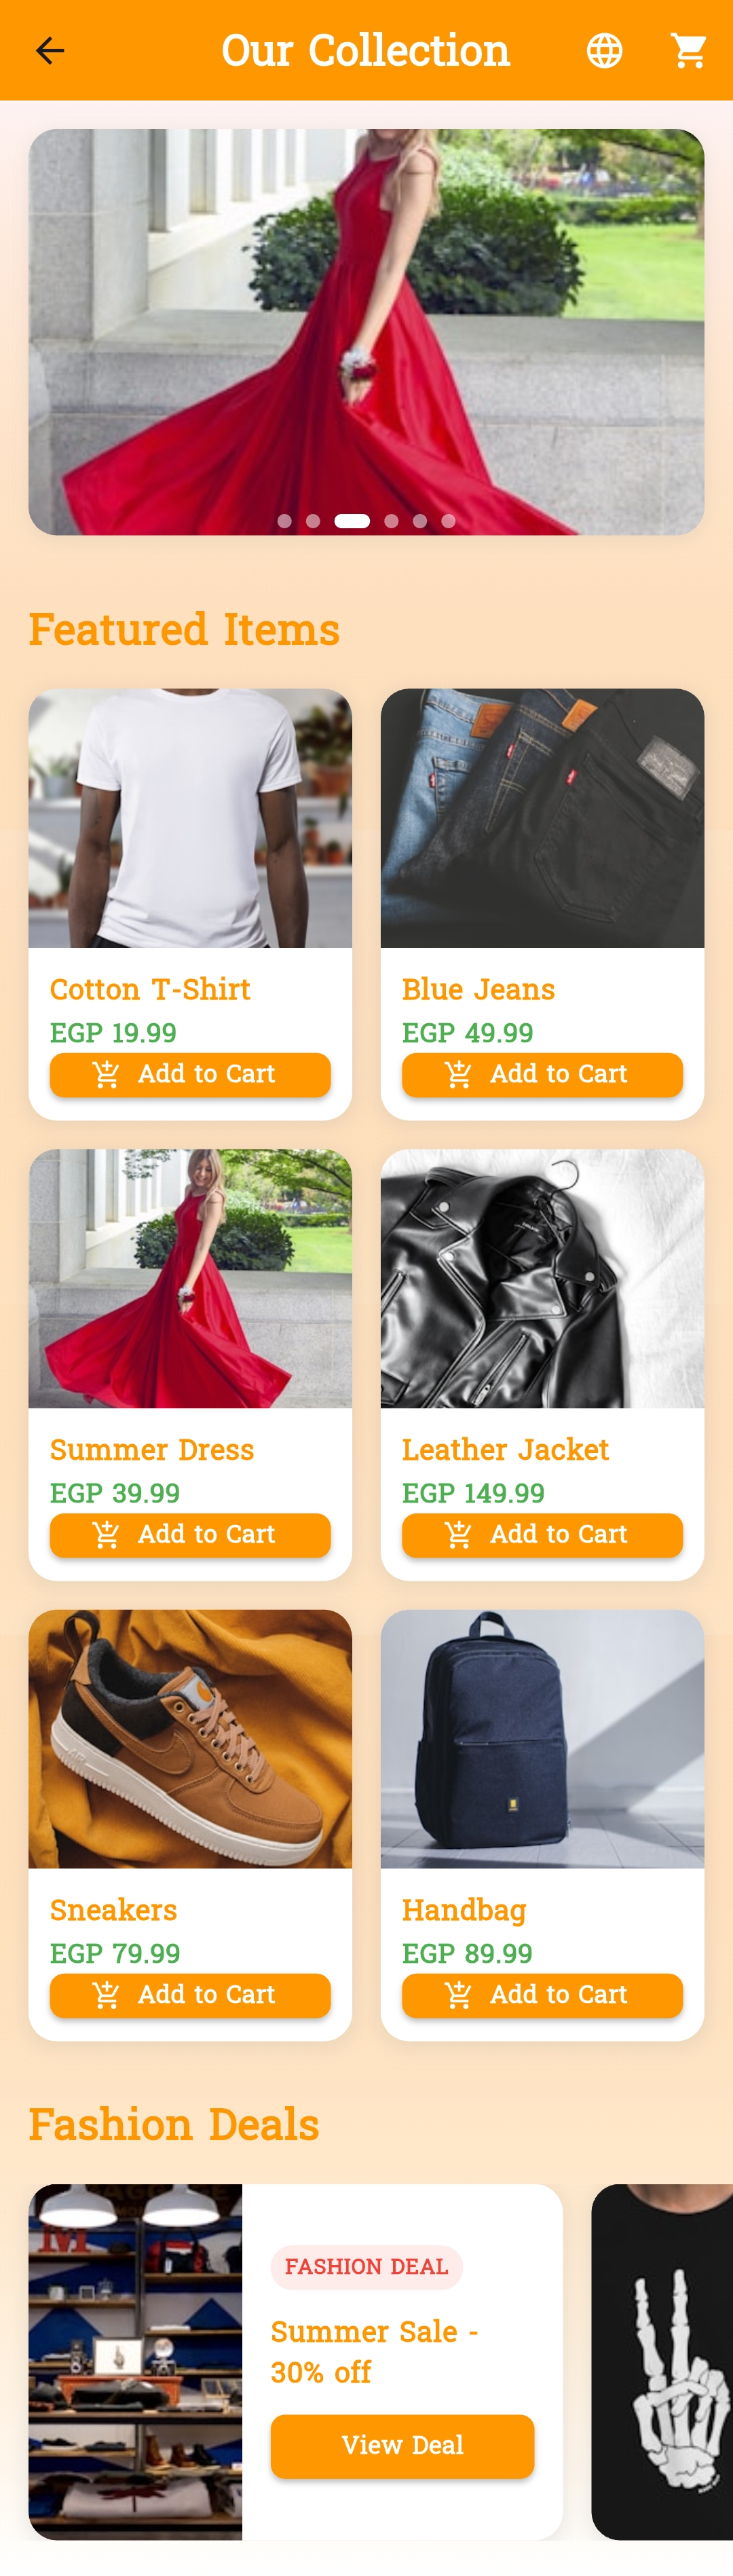 Our Collection
Featured Items
Cotton T-Shirt
EGP 19.99
Add to Cart
Blue Jeans
EGP 49.99
Add to Cart
Summer Dress
EGP 39.99
Add to Cart
Leather Jacket
EGP 149.99
Add to Cart
Sneakers
EGP 79.99
Add to Cart
Handbag
EGP 89.99
Add to Cart
Fashion Deals
FASHION DEAL
Summer Sale -
30% off
View Deal